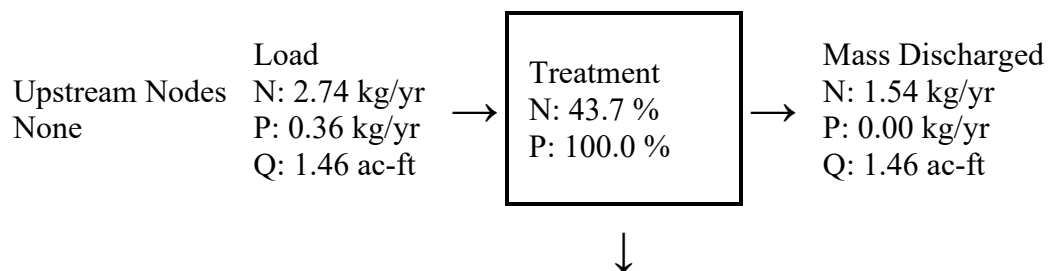 Upstream Nodes
None
Load
N: 2.74 kg/yr
P: 0.36 kg/yr
Q: 1.46 ac-ft
→
Treatment
N: 43.7 %
P: 100.0 %
→
Mass Discharged
N: 1.54 kg/yr
P: 0.00 kg/yr
Q: 1.46 ac-ft
↓